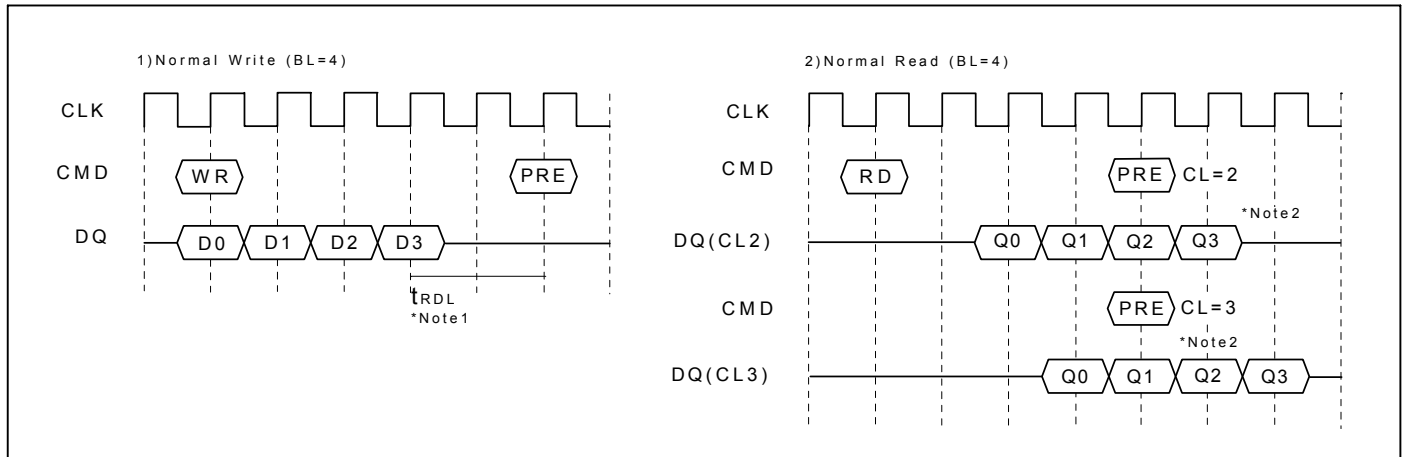 1)Normal Write (BL=4)
CLK
CMD
WR
PRE
DQ
D0
D1
D2
D3
tRDL
*Note1
2)Normal Read (BL=4)
CLK
CMD
RD
PRE
CL=2
*Note2
DQ(CL2)
Q0
Q1
Q2
Q3
CMD
PRE
CL=3
*Note2
DQ(CL3)
Q0
Q1
Q2
Q3